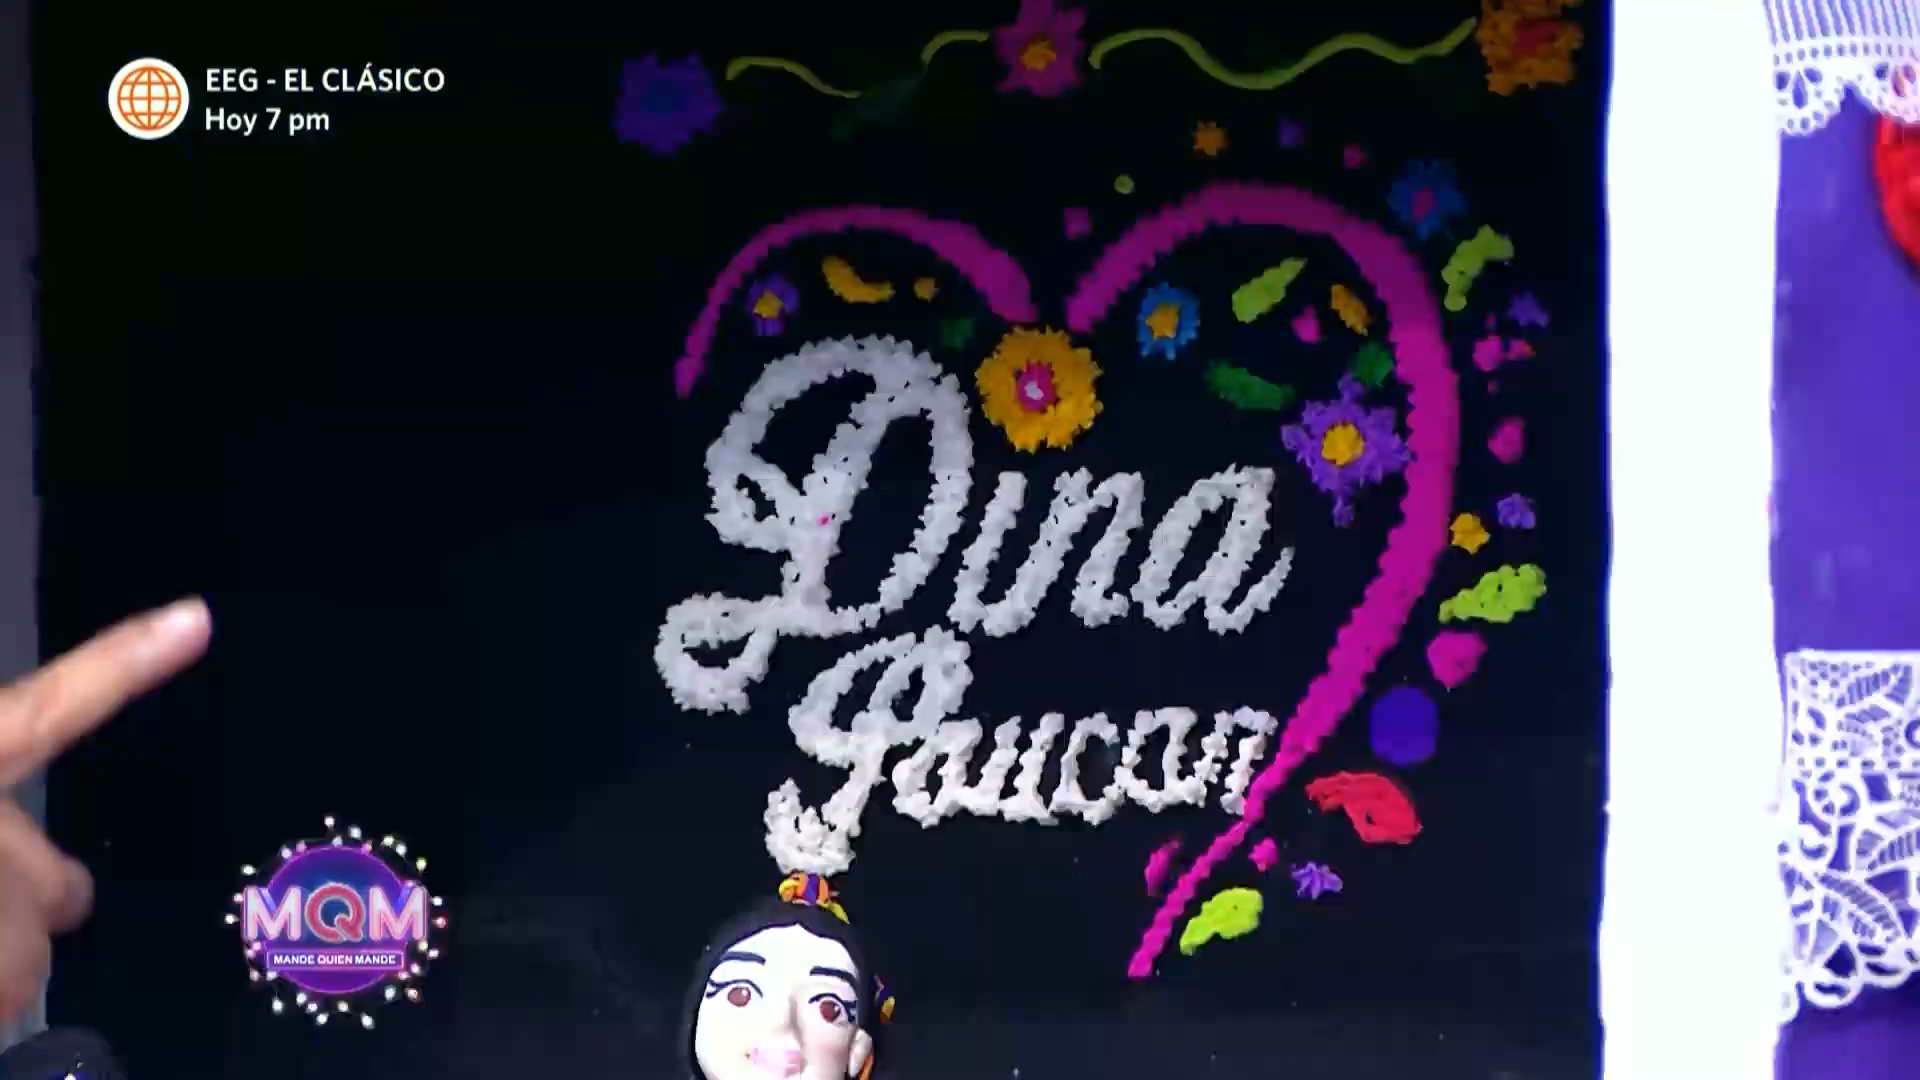 EEG - EL CLÁSICO
Hoy 7 pm
Dina
Paucar
MQM
MANDE QUIEN MANDE